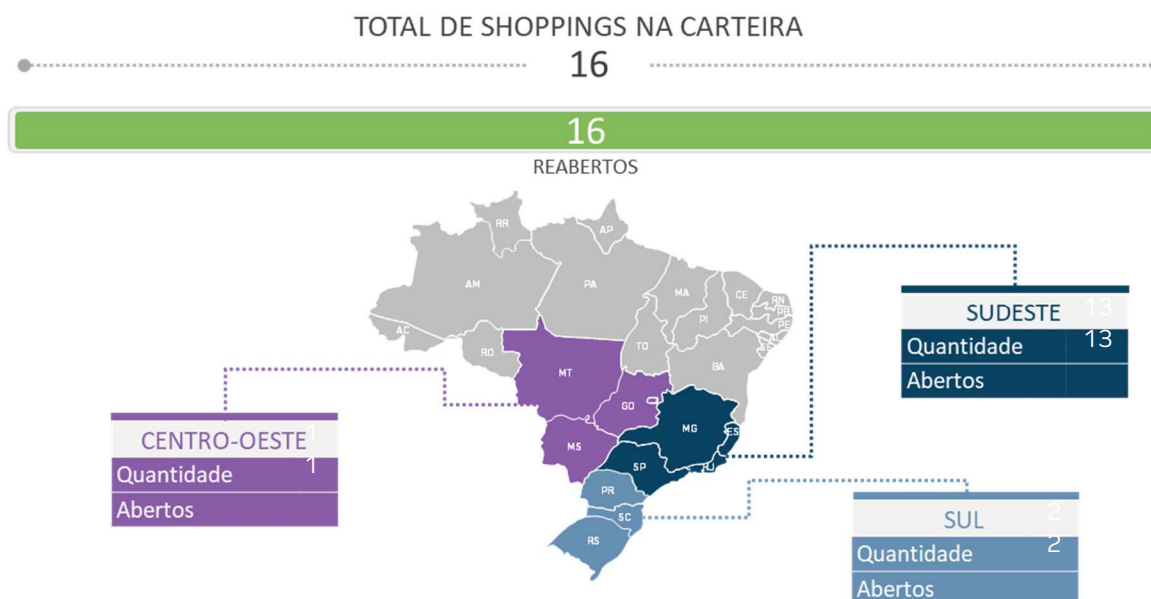 TOTAL DE SHOPPINGS NA CARTEIRA
16
16
REABERTOS
RR
AP
AM
PA
MA
CE
RN
PB
PE
AL
SE
PI
AC
RO
TO
BA
MT
GO
MG
ES
MS
SP
RJ
PR
SC
RS
SUDESTE 13
Quantidade 13
Abertos
CENTRO-OESTE 1
Quantidade 1
Abertos
SUL 2
Quantidade 2
Abertos